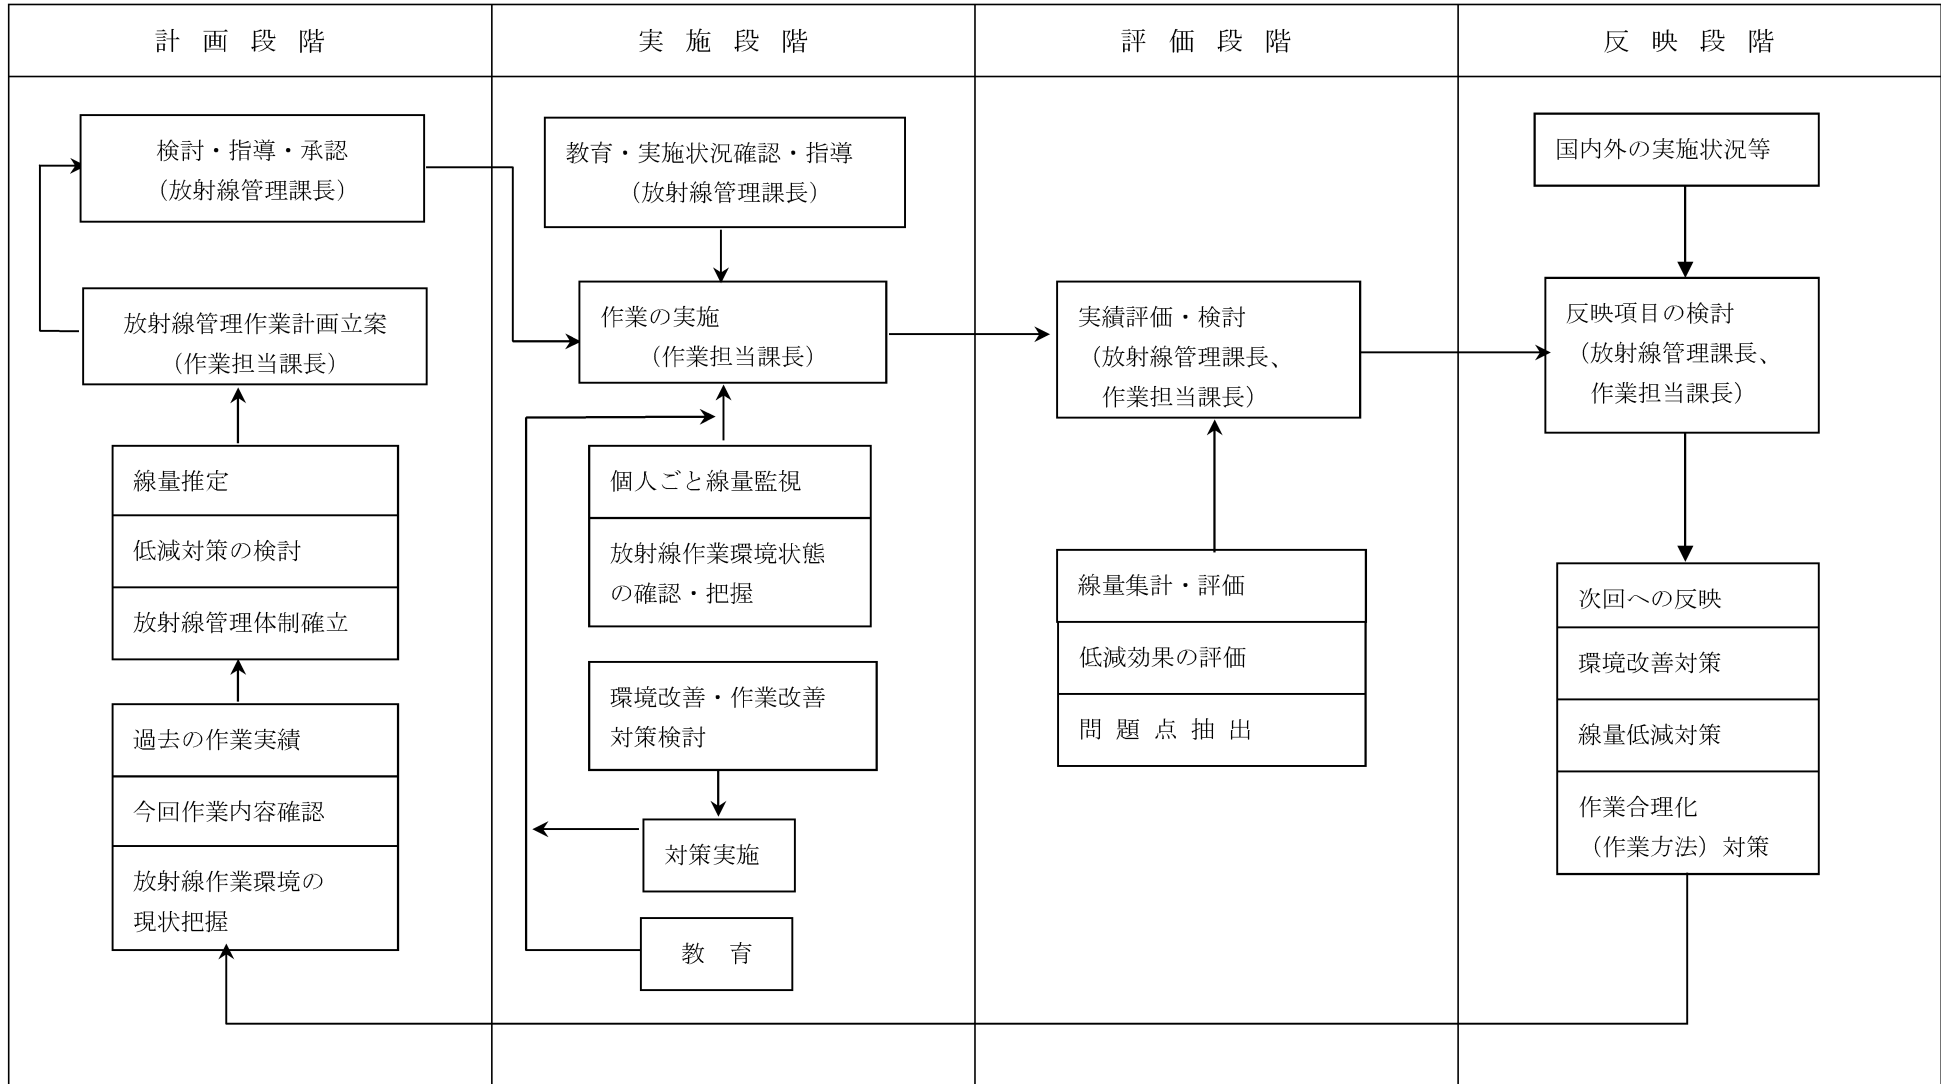 計画段階
実施段階
評価段階
反映段階
検討・指導・承認
（放射線管理課長）
放射線管理作業計画立案
（作業担当課長）
線量推定
低減対策の検討
放射線管理体制確立
過去の作業実績
今回作業内容確認
放射線作業環境の
現状把握
教育・実施状況確認・指導
（放射線管理課長）
作業の実施
（作業担当課長）
個人ごと線量監視
放射線作業環境状態
の確認・把握
環境改善・作業改善
対策検討
対策実施
教　育
実績評価・検討
（放射線管理課長、
作業担当課長）
線量集計・評価
低減効果の評価
問題点抽出
国内外の実施状況等
反映項目の検討
（放射線管理課長、
作業担当課長）
次回への反映
環境改善対策
線量低減対策
作業合理化
（作業方法）対策